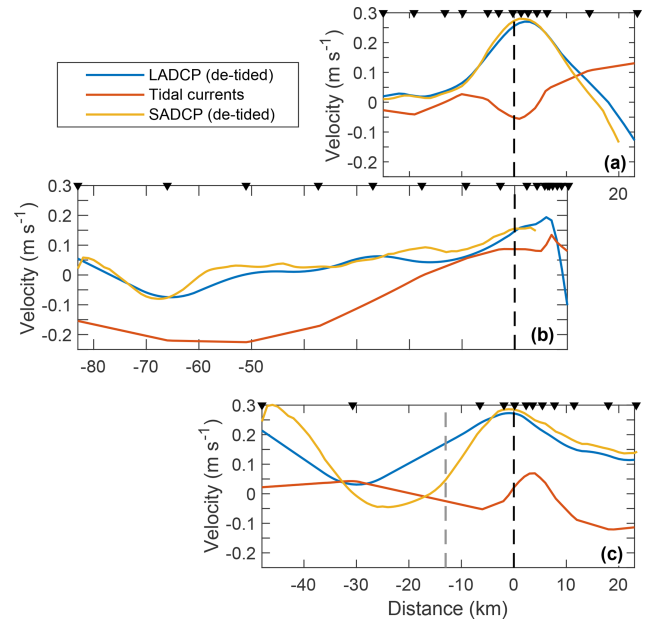 LADCP (de-tided)
Tidal currents
SADCP (de-tided)
Velocity (m s-1)
0.3
0.2
0.1
0
-0.1
-0.2
(a)
20
Velocity (m s-1)
0.3
0.2
0.1
0
-0.1
-0.2
(b)
-80 -70 -60 -50
Velocity (m s-1)
0.3
0.2
0.1
0
-0.1
-0.2
(c)
-40 -30 -20 -10 0 10 20
Distance (km)